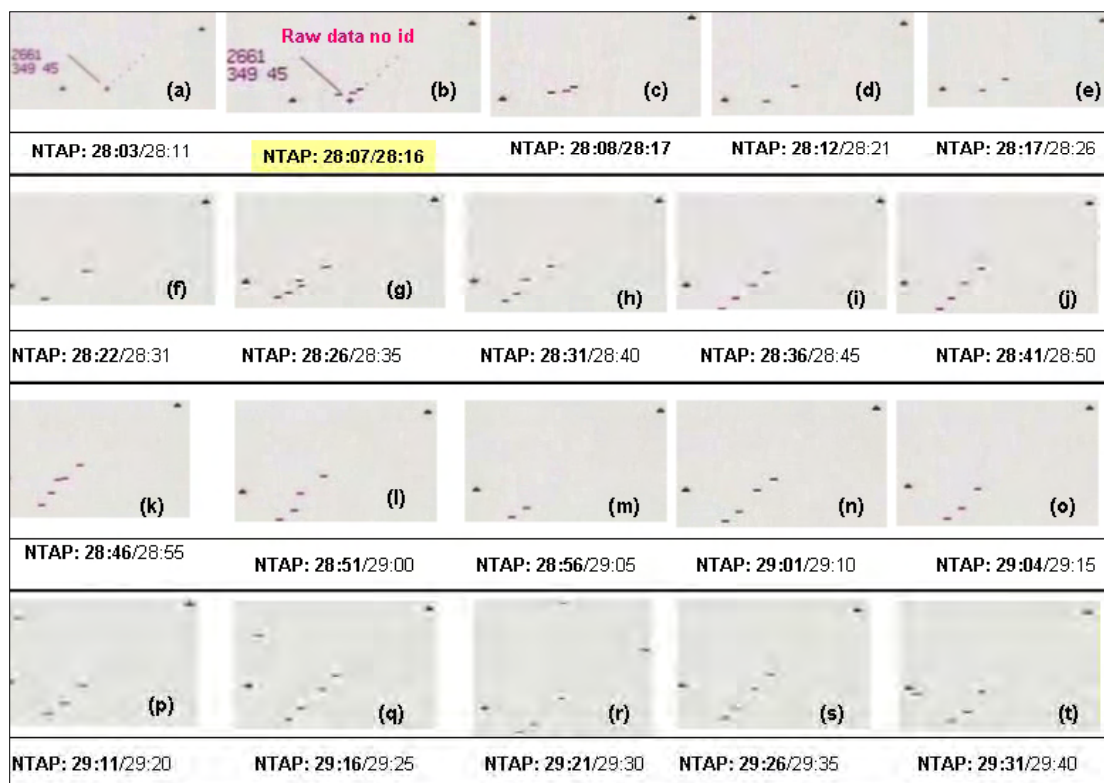 Raw data no id
2661
349 45
(a)
2661
349 45
(b)
(c)
(d)
(e)
NTAP: 28:03/28:11
NTAP: 28:07/28:16
NTAP: 28:08/28:17
NTAP: 28:12/28:21
NTAP: 28:17/28:26
(f)
(g)
(h)
(i)
(j)
NTAP: 28:22/28:31
NTAP: 28:26/28:35
NTAP: 28:31/28:40
NTAP: 28:36/28:45
NTAP: 28:41/28:50
(k)
(l)
(m)
(n)
(o)
NTAP: 28:46/28:55
NTAP: 28:51/29:00
NTAP: 28:56/29:05
NTAP: 29:01/29:10
NTAP: 29:04/29:15
(p)
(q)
(r)
(s)
(t)
NTAP: 29:11/29:20
NTAP: 29:16/29:25
NTAP: 29:21/29:30
NTAP: 29:26/29:35
NTAP: 29:31/29:40